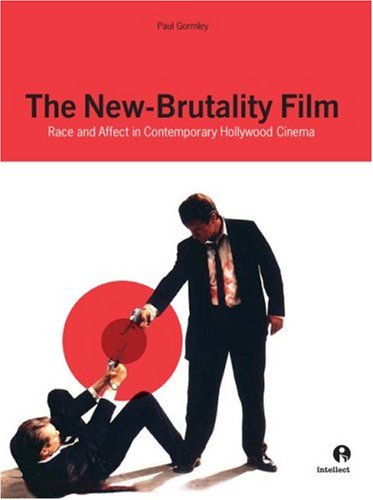 Paul Gormley
The New-Brutality Film
Race and Affect in Contemporary Hollywood Cinema
intellect